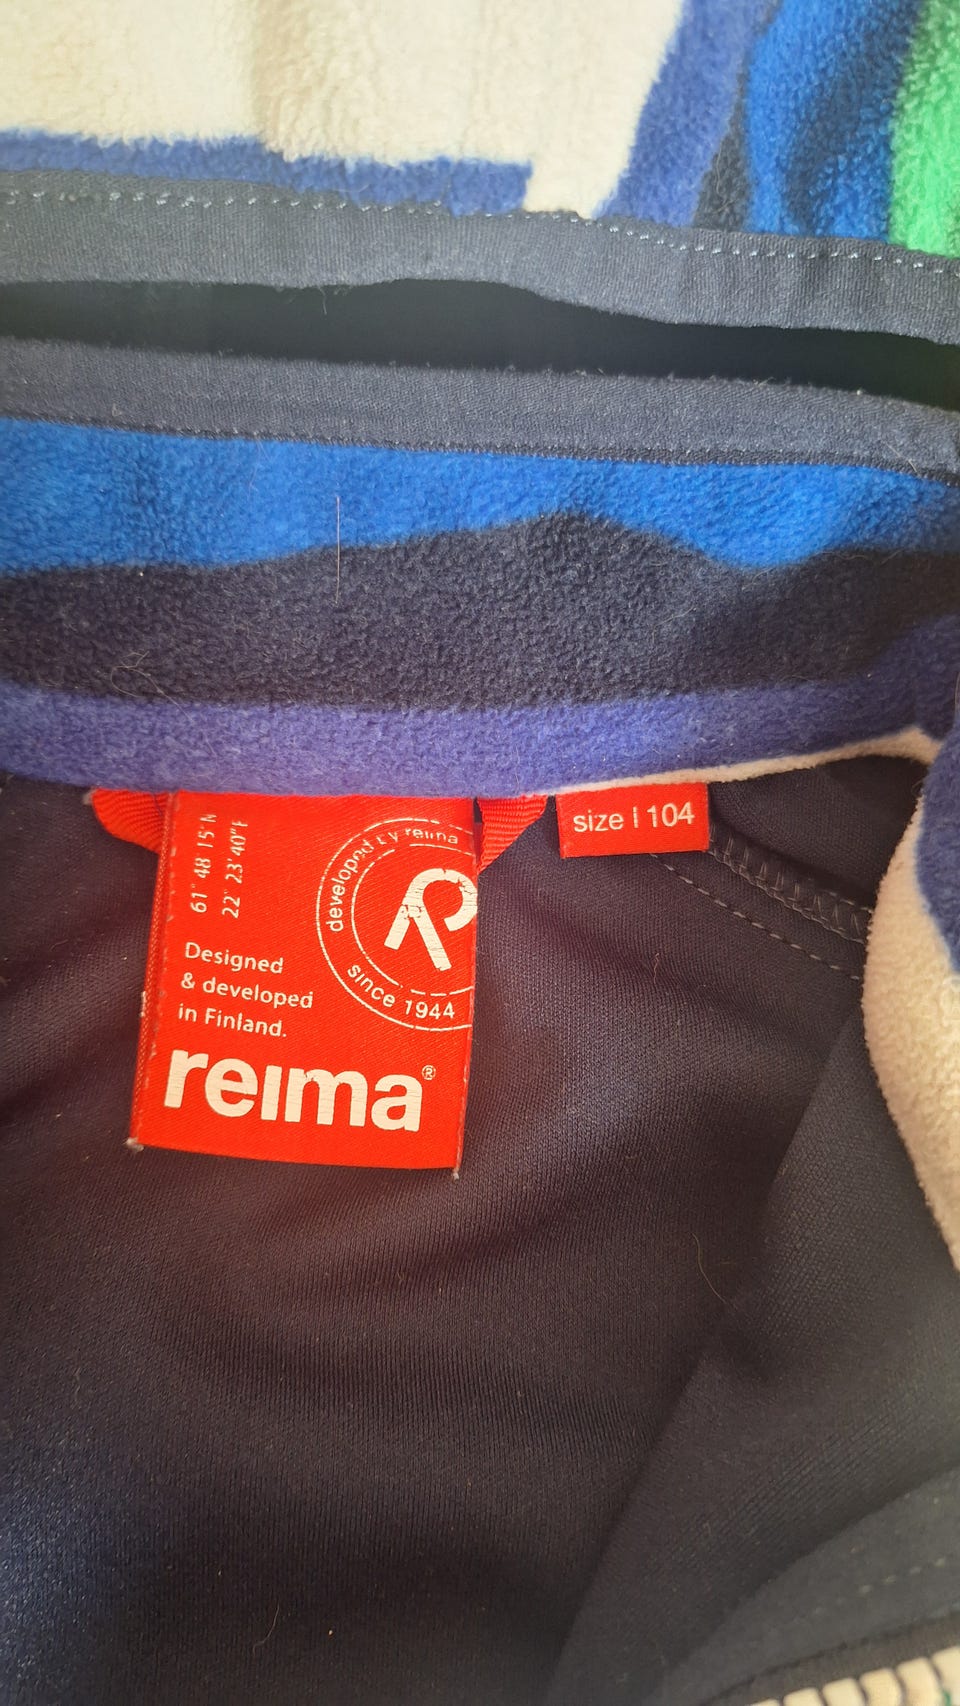 61° 48' 15"N
22° 23'40"E
developed by reima
since 1944
Designed
& developed
in Finland.
reima®
size | 104